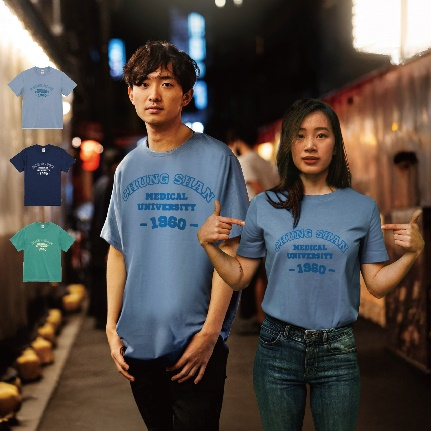 CHUNG SHAN
MEDICAL
UNIVERSITY
- 1960 -
CHUNG SHAN
MEDICAL
UNIVERSITY
- 1960 -